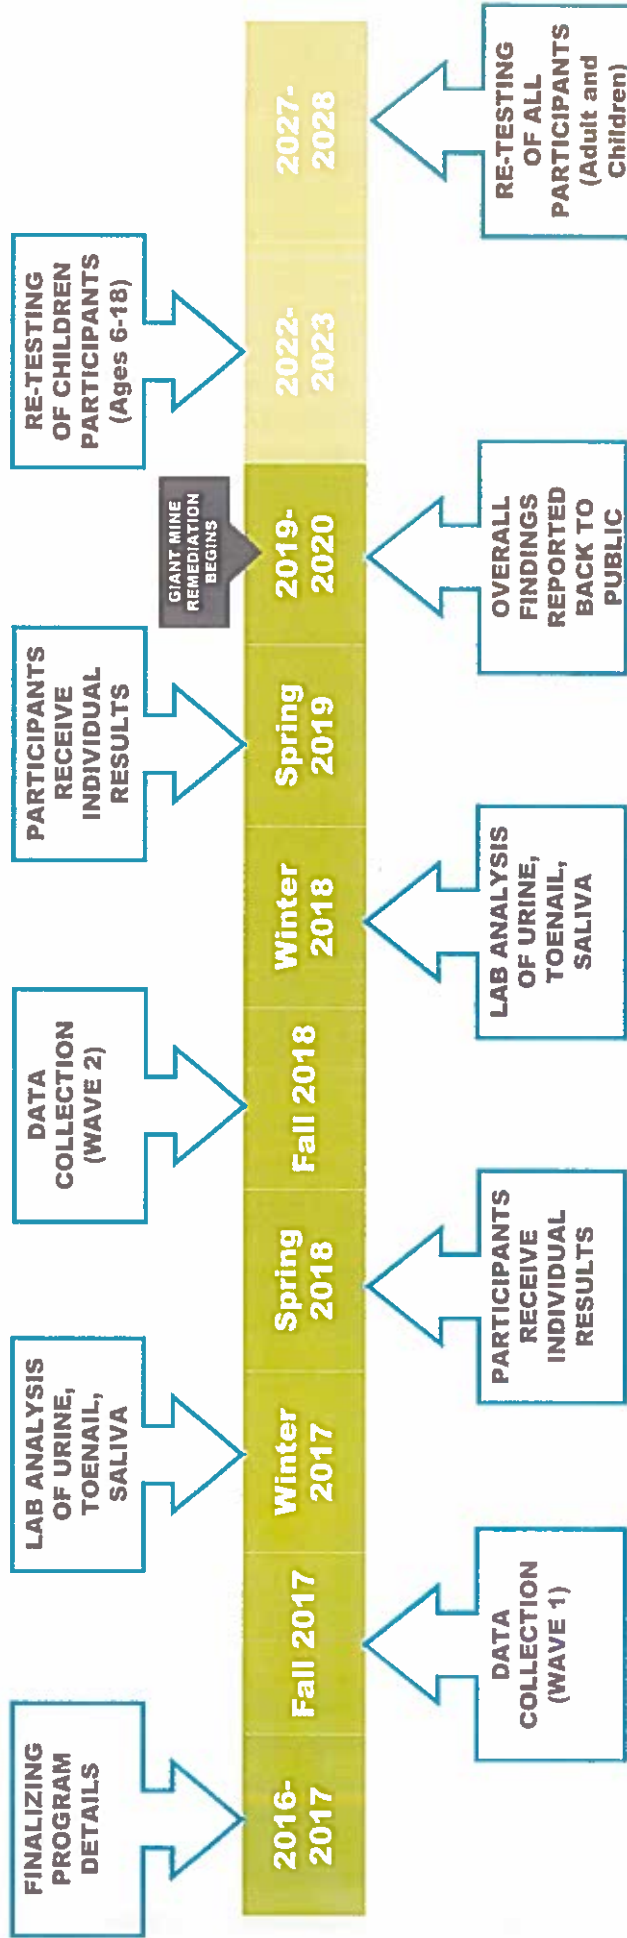 FINALIZING
PROGRAM
DETAILS
LAB ANALYSIS
OF URINE,
TOENAIL,
SALIVA
DATA
COLLECTION
(WAVE 2)
PARTICIPANTS
RECEIVE
INDIVIDUAL
RESULTS
RE-TESTING
OF CHILDREN
PARTICIPANTS
(Ages 6-18)
GIANT MINE
REMEDIATION
BEGINS
2016-
2017
Fall 2017
Winter
2017
Spring
2018
Fall 2018
Winter
2018
Spring
2019
2019-
2020
2022-
2023
2027-
2028
DATA
COLLECTION
(WAVE 1)
PARTICIPANTS
RECEIVE
INDIVIDUAL
RESULTS
LAB ANALYSIS
OF URINE,
TOENAIL,
SALIVA
OVERALL
FINDINGS
REPORTED
BACK TO
PUBLIC
RE-TESTING
OF ALL
PARTICIPANTS
(Adult and
Children)